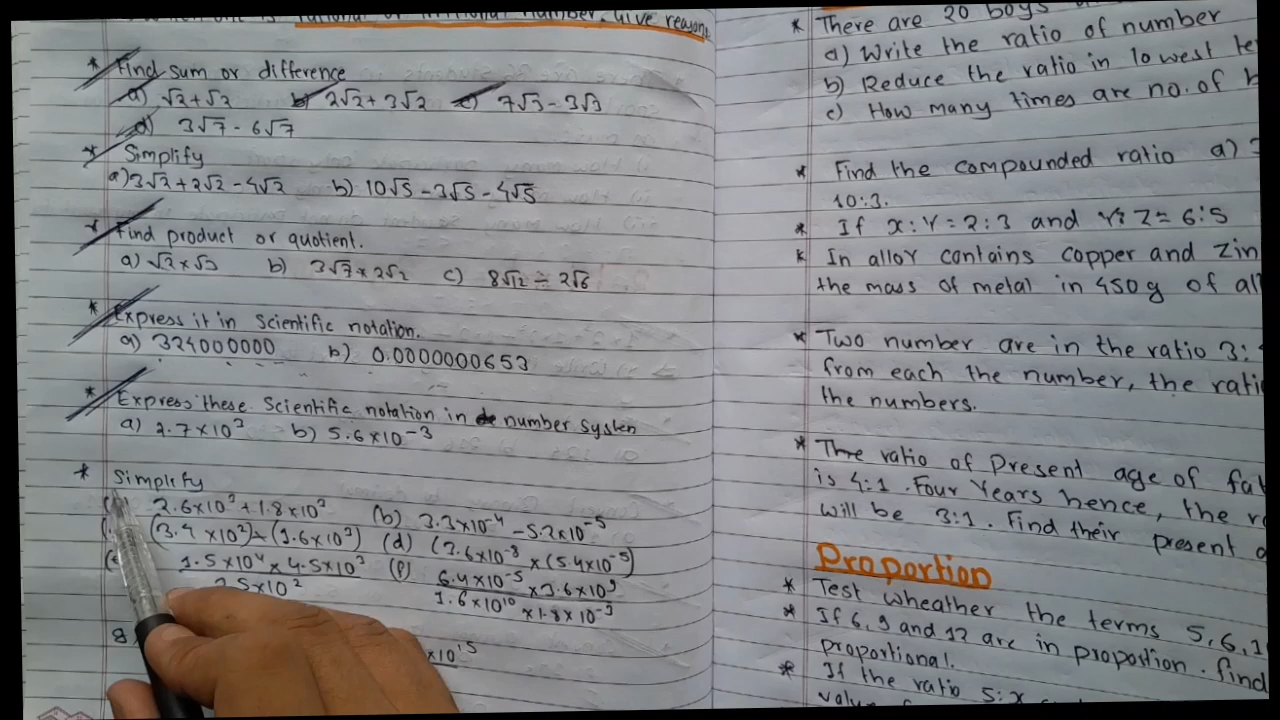 rational or irrational number. Give reason.
* Find sum or difference
a) √2+√2 b) 2√2+3√2 c) 7√3-3√3
d) 3√7-6√7
* Simplify
a) 3√2+2√2-4√2 b) 10√5-3√5-4√5
* Find product or quotient.
a) √2×√3 b) 3√7×2√2 c) 8√12÷2√6
* Express it in Scientific notation.
a) 324000000 b) 0.0000000653
* Express these Scientific notation in number systen
a) 2.7×10³ b) 5.6×10⁻³
* Simplify
2.6×10³+1.8×10³ (b) 3.3×10⁻⁴-5.2×10⁻⁵
(d) (2.6×10⁻⁸×(5.4×10⁻⁵)
1.5×10⁴×4.5×10³ (f) 6.4×10⁻⁵×3.6×10⁹
5×10² 1.6×10¹⁰×1.8×10⁻³
×10¹⁵
* There are 20 boys
a) Write the ratio of number
b) Reduce the ratio in lowest te
c) How many times are no. of
* Find the compounded ratio a)
10:3.
* If x:Y=2:3 and Y:Z=6:5
* In alloy contains copper and Zin
the mass of metal in 450g of al
* Two number are in the ratio 3:
from each the number, the rati
the numbers.
* The ratio of Present age of fa
is 4:1. Four Years hence, the r
will be 3:1. Find their present
Proportion
* Test wheather the terms 5,6,1
* If 6, 9 and 12 are in proportion. find
proportional.
* If the ratio 5:x